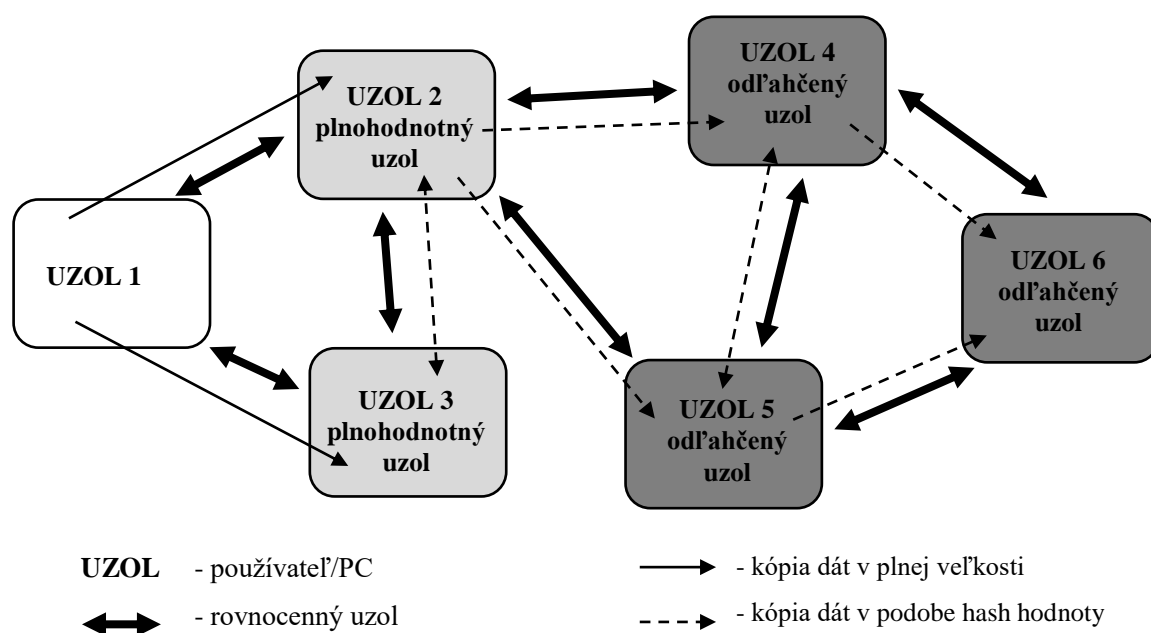 UZOL 1
UZOL 2
plnohodnotný
uzol
UZOL 3
plnohodnotný
uzol
UZOL 4
odľahčený
uzol
UZOL 5
odľahčený
uzol
UZOL 6
odľahčený
uzol
UZOL - používateľ/PC
- rovnocenný uzol
- kópia dát v plnej veľkosti
- kópia dát v podobe hash hodnoty